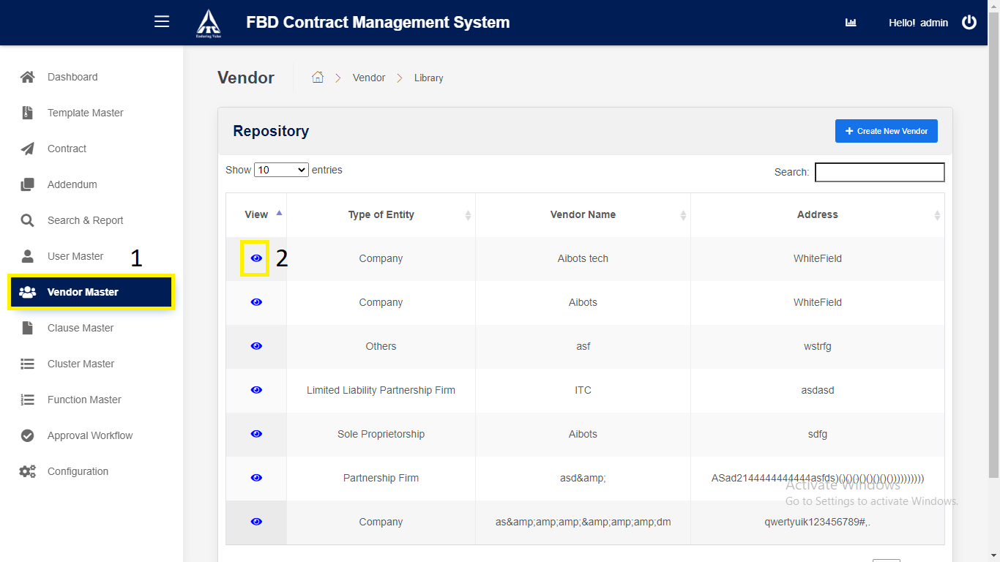 ITC
Enduring Value
FBD Contract Management System
Hello! admin
Dashboard
Template Master
Contract
Addendum
Search & Report
User Master
1
Vendor Master
Clause Master
Cluster Master
Function Master
Approval Workflow
Configuration
Vendor
Vendor
Library
Repository
+ Create New Vendor
Show 10 entries
Search:
View Type of Entity Vendor Name Address
2 Company Aibots tech WhiteField
Company Aibots WhiteField
Others asf wstrfg
Limited Liability Partnership Firm ITC asdasd
Sole Proprietorship Aibots sdfg
Partnership Firm asd&amp;
Company as&amp;amp;amp;&amp;amp;amp;dm qwertyuik123456789#,.
Activate Windows
Go to Settings to activate Windows.